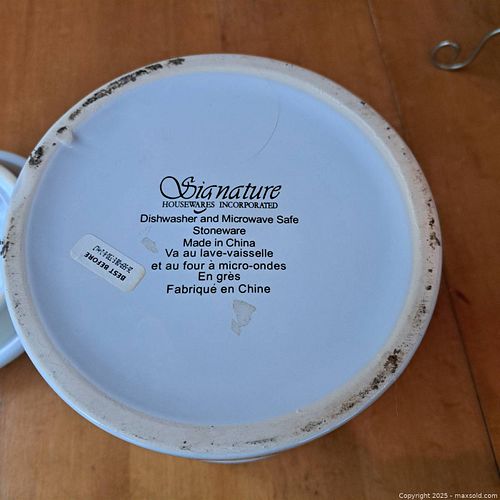 Signature
HOUSEWARES INCORPORATED
Dishwasher and Microwave Safe
Stoneware
Made in China
Va au lave-vaisselle
et au four à micro-ondes
En grès
Fabriqué en Chine
BEST BEFORE
Copyright 2025 - maxsold.com